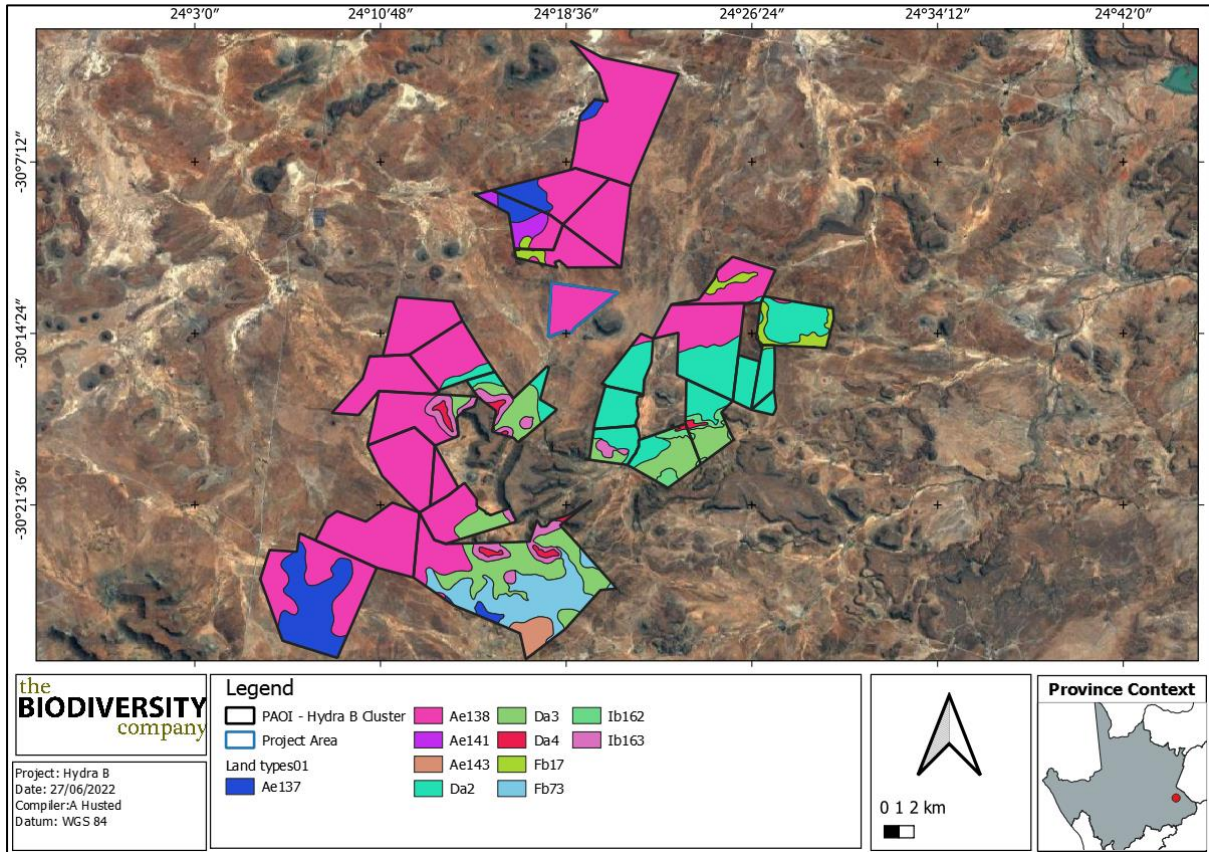 24°3′0″ 24°10′48″ 24°18′36″ 24°26′24″ 24°34′12″ 24°42′0″
-30°7′12″
-30°14′24″
-30°21′36″
the
BIODIVERSITY
company
Project: Hydra B
Date: 27/06/2022
Compiler:A Husted
Datum: WGS 84
Legend
PAOI - Hydra B Cluster
Project Area
Land types01
Ae137
Ae138
Ae141
Ae143
Da2
Da3
Da4
Fb17
Fb73
Ib162
Ib163
0 1 2 km
Province Context